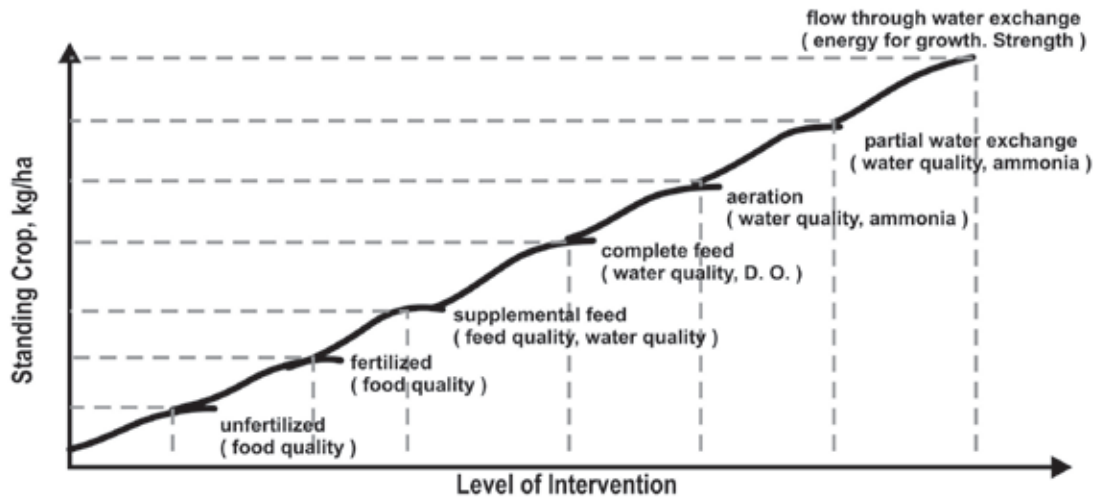 flow through water exchange
( energy for growth. Strength )
partial water exchange
( water quality, ammonia )
aeration
( water quality, ammonia )
complete feed
( water quality, D. O. )
supplemental feed
( feed quality, water quality )
fertilized
( food quality )
unfertilized
( food quality )
Standing Crop, kg/ha
Level of Intervention